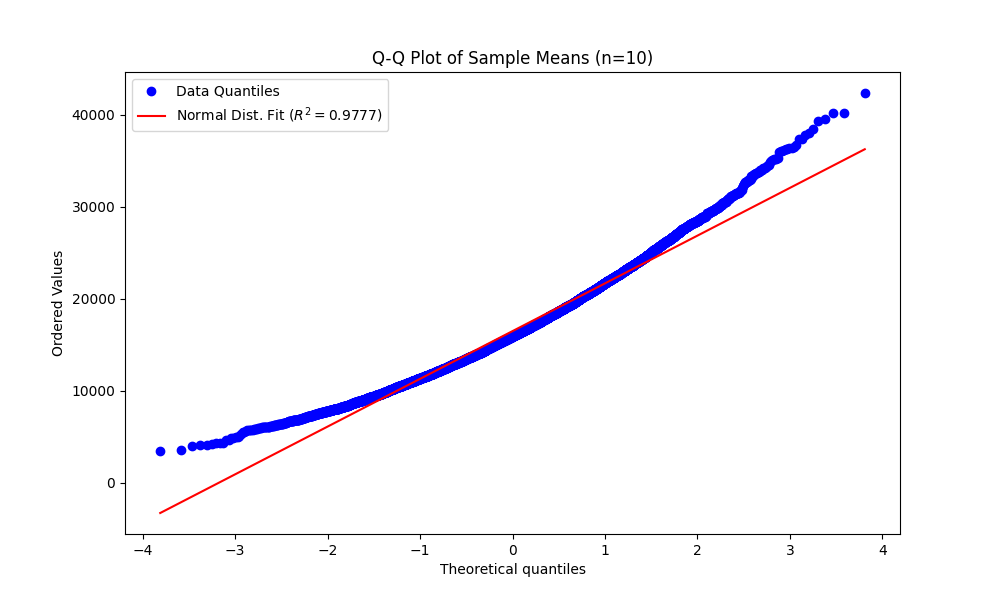 Q-Q Plot of Sample Means (n=10)
Data Quantiles
Normal Dist. Fit (R² = 0.9777)
Ordered Values
40000
30000
20000
10000
0
−4 −3 −2 −1 0 1 2 3 4
Theoretical quantiles